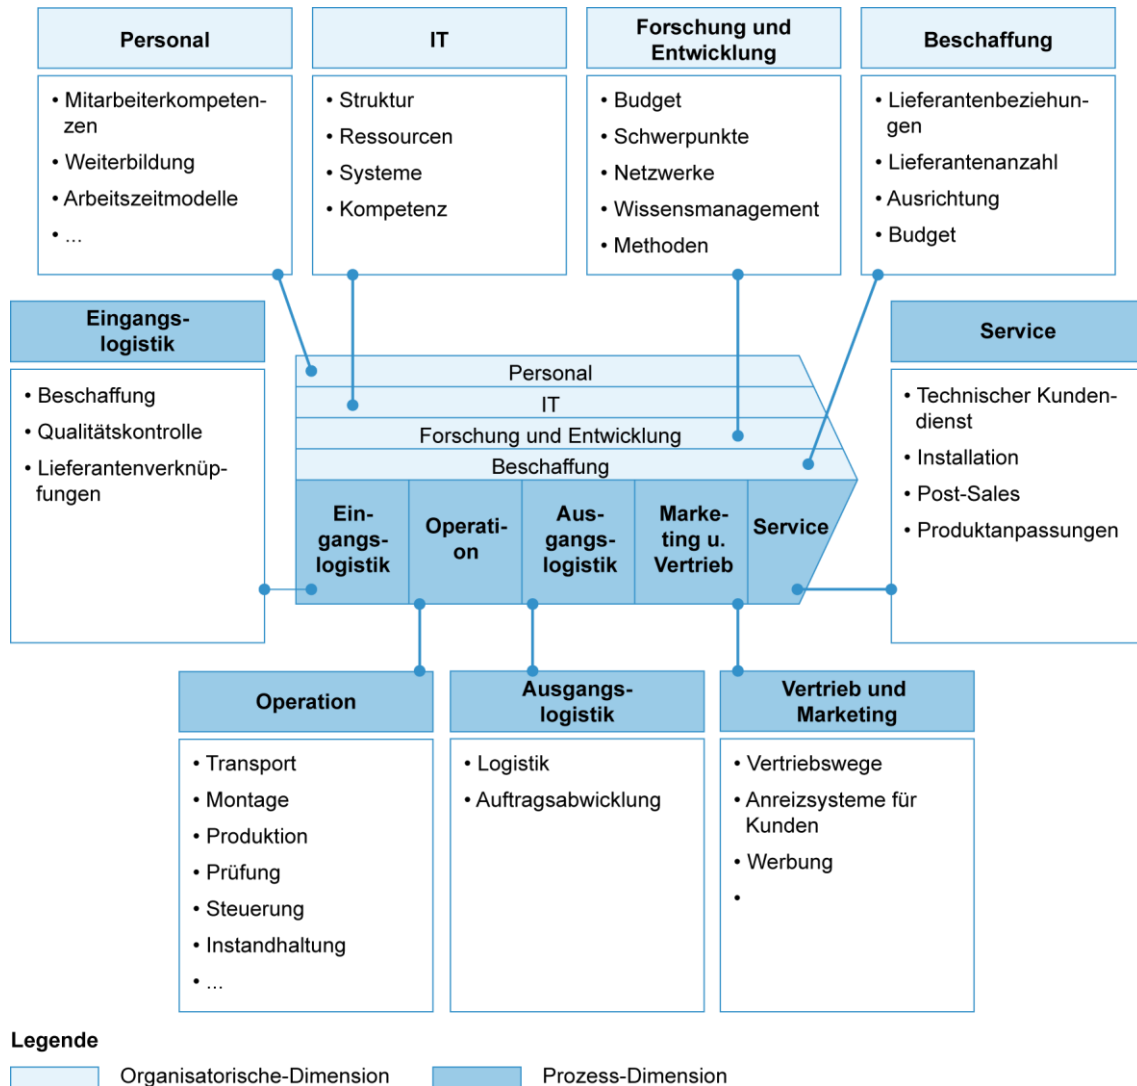 Personal
• Mitarbeiterkompeten-
zen
• Weiterbildung
• Arbeitszeitmodelle
• ...
IT
• Struktur
• Ressourcen
• Systeme
• Kompetenz
Forschung und
Entwicklung
• Budget
• Schwerpunkte
• Netzwerke
• Wissensmanagement
• Methoden
Beschaffung
• Lieferantenbeziehun-
gen
• Lieferantenanzahl
• Ausrichtung
• Budget
Eingangs-
logistik
• Beschaffung
• Qualitätskontrolle
• Lieferantenverknüp-
pfungen
Personal
IT
Forschung und Entwicklung
Beschaffung
Ein-
gangs-
logistik
Operati-
on
Aus-
gangs-
logistik
Marke-
ting u.
Vertrieb
Service
Service
• Technischer Kunden-
dienst
• Installation
• Post-Sales
• Produktanpassungen
Operation
• Transport
• Montage
• Produktion
• Prüfung
• Steuerung
• Instandhaltung
• ...
Ausgangs-
logistik
• Logistik
• Auftragsabwicklung
Vertrieb und
Marketing
• Vertriebswege
• Anreizsysteme für
Kunden
• Werbung
•
Legende
Organisatorische-Dimension
Prozess-Dimension